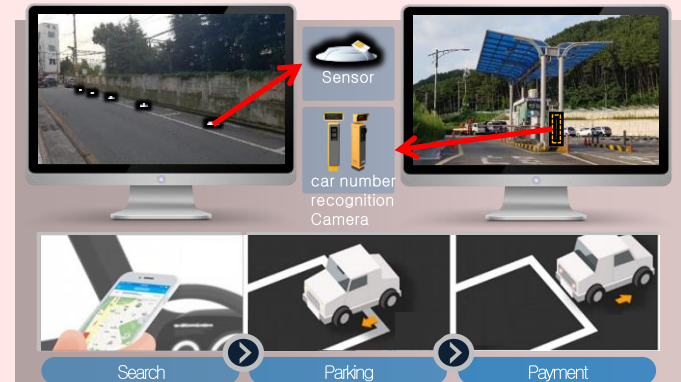 Sensor
car number
recognition
Camera
Search
Parking
Payment